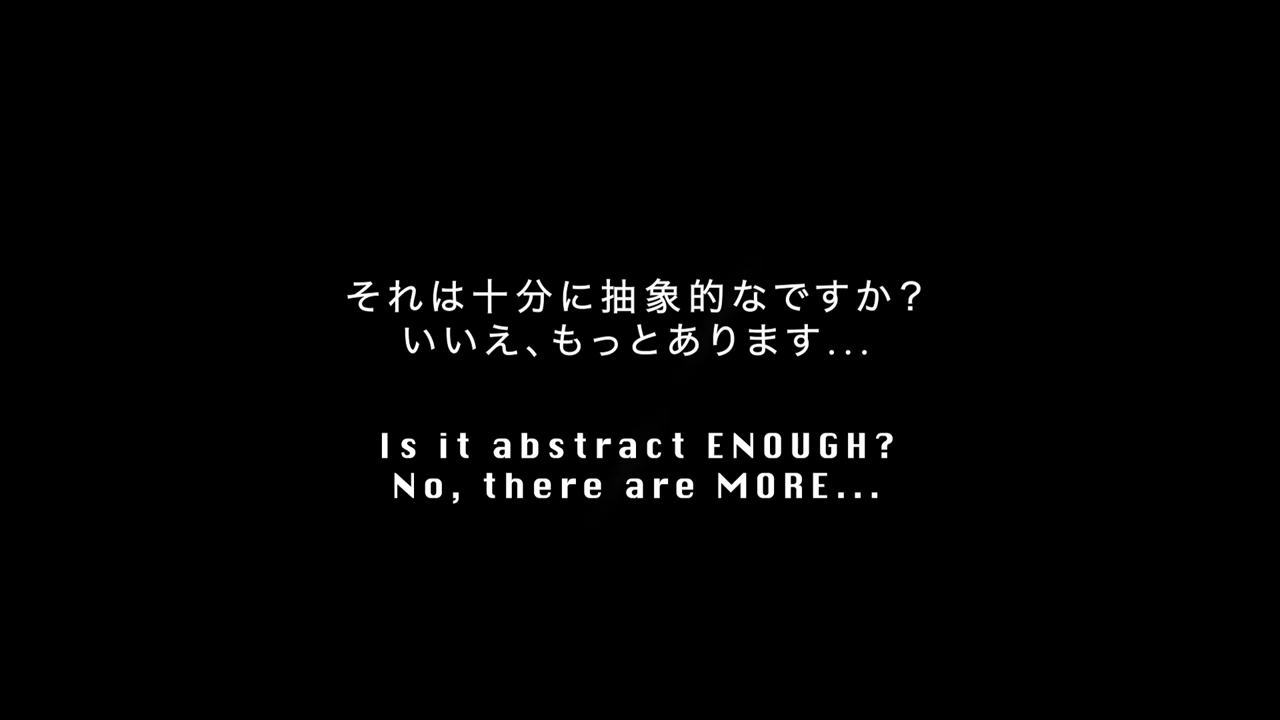 それは十分に抽象的なですか？
いいえ、もっとあります...
Is it abstract ENOUGH?
No, there are MORE...